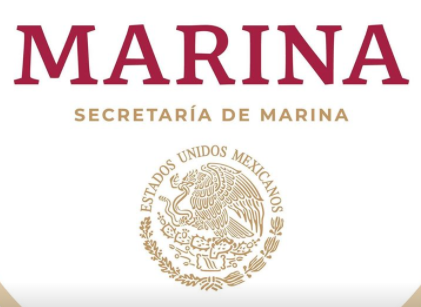 MARINA
SECRETARÍA DE MARINA
ESTADOS UNIDOS MEXICANOS